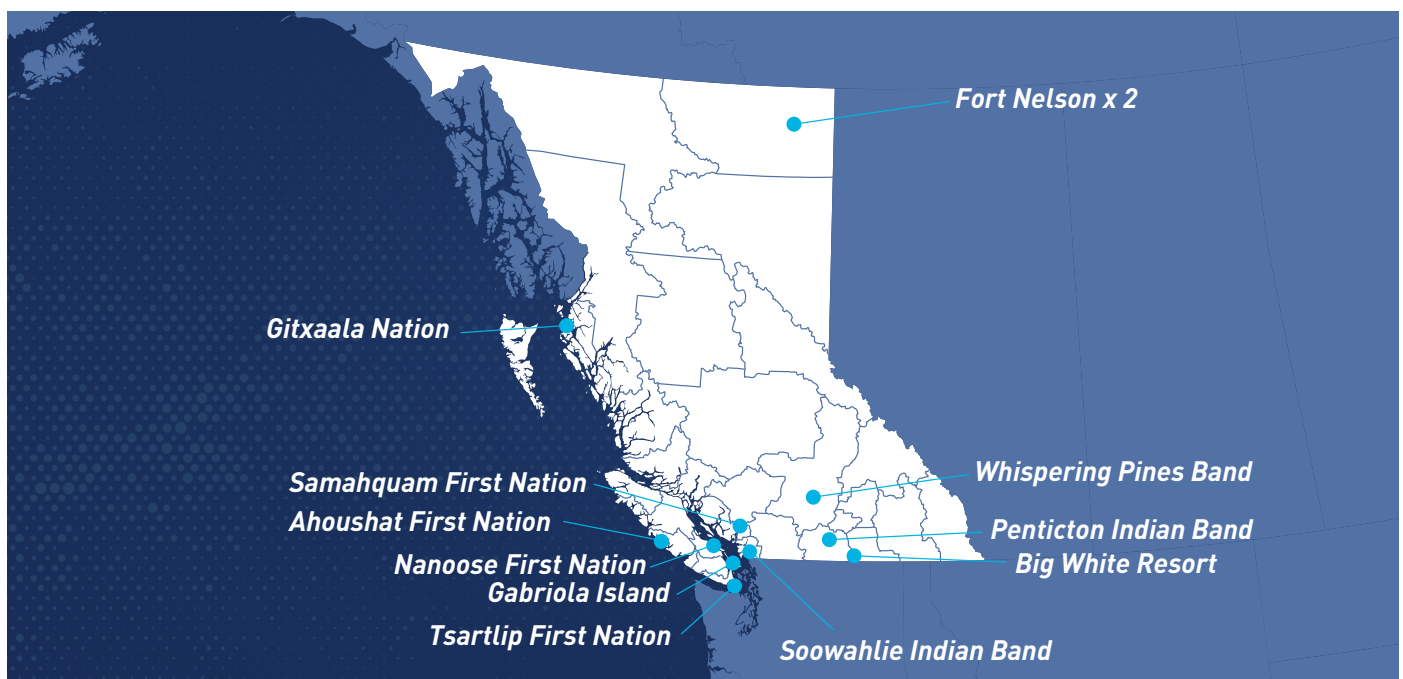 Fort Nelson x 2
Gitxaala Nation
Whispering Pines Band
Samahquam First Nation
Ahoushat First Nation
Penticton Indian Band
Nanoose First Nation
Big White Resort
Gabriola Island
Tsartlip First Nation
Soowahlie Indian Band